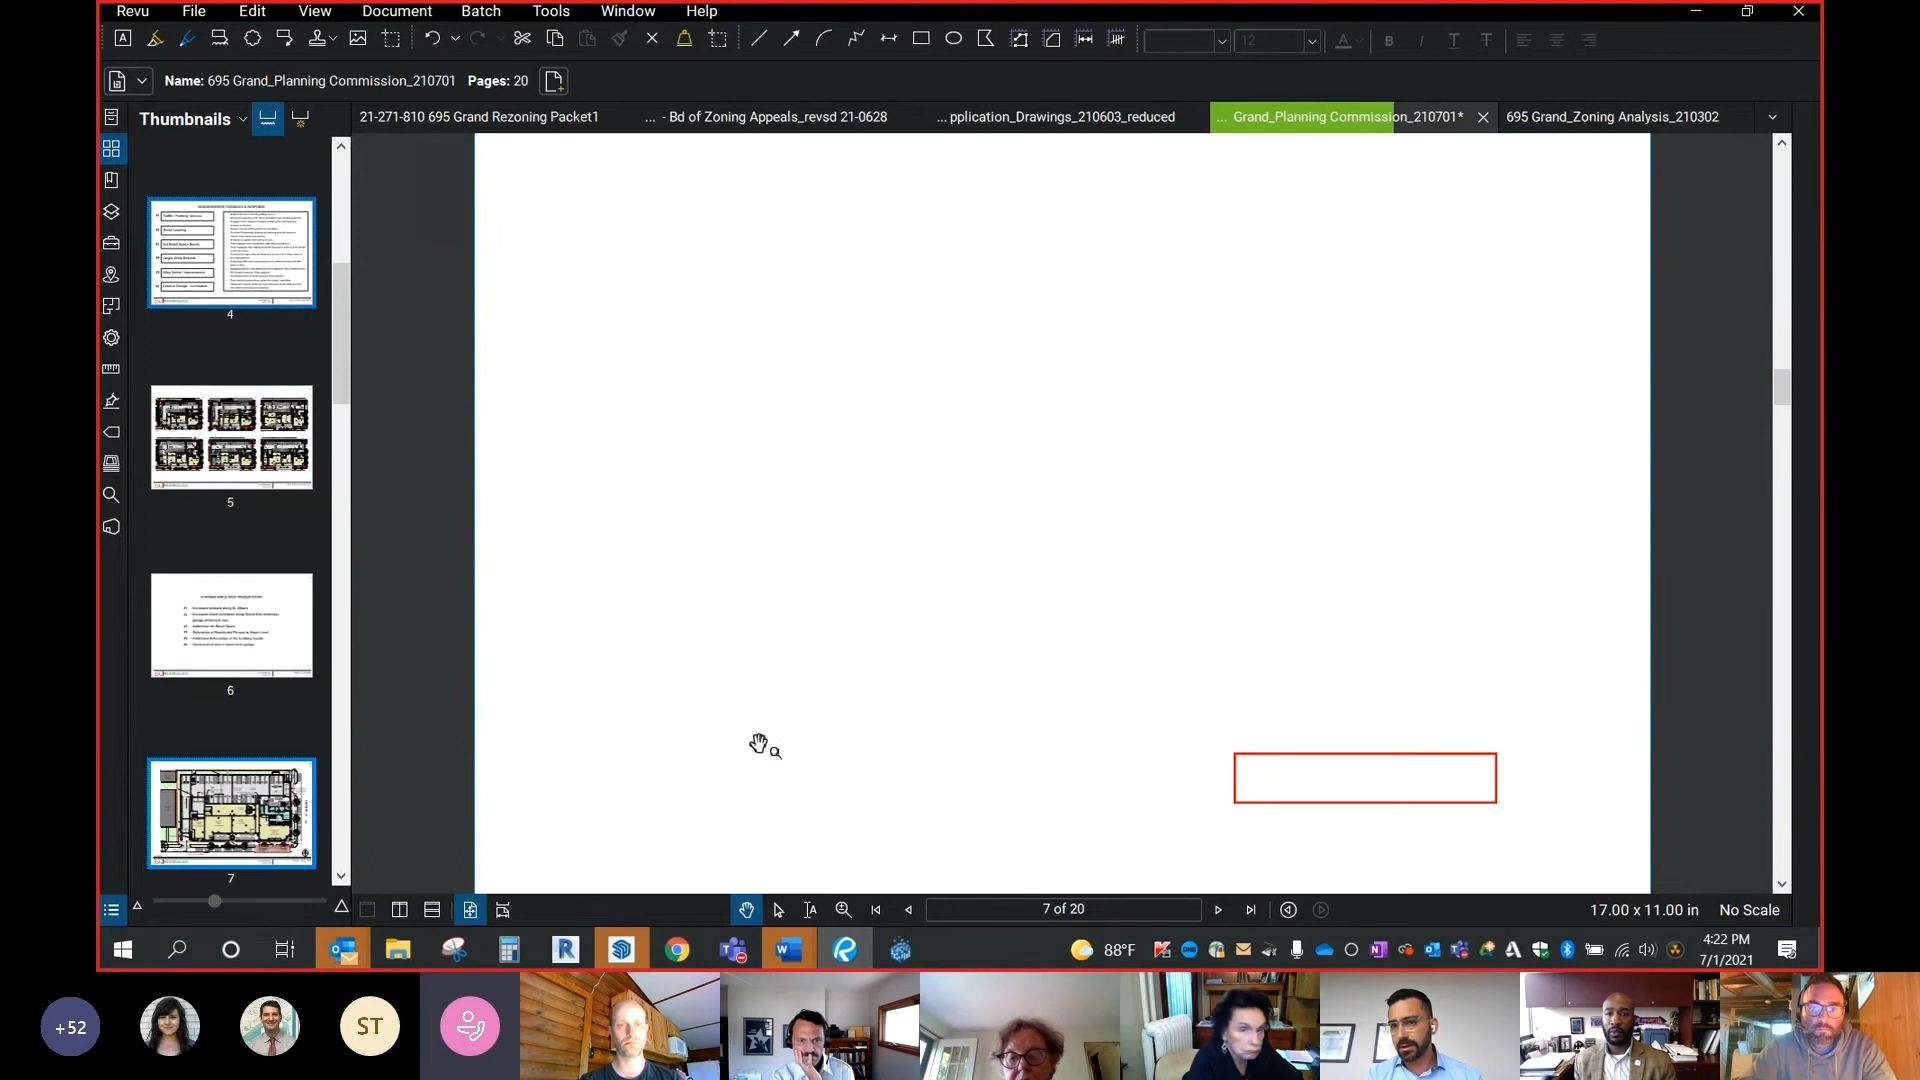 Revu File Edit View Document Batch Tools Window Help
12
Name: 695 Grand_Planning Commission_210701 Pages: 20
Thumbnails
21-271-810 695 Grand Rezoning Packet1
... - Bd of Zoning Appeals_revsd 21-0628
... pplication_Drawings_210603_reduced
... Grand_Planning Commission_210701*
695 Grand_Zoning Analysis_210302
4
5
6
7
7 of 20
17.00 x 11.00 in No Scale
88°F
4:22 PM
7/1/2021
+52
ST